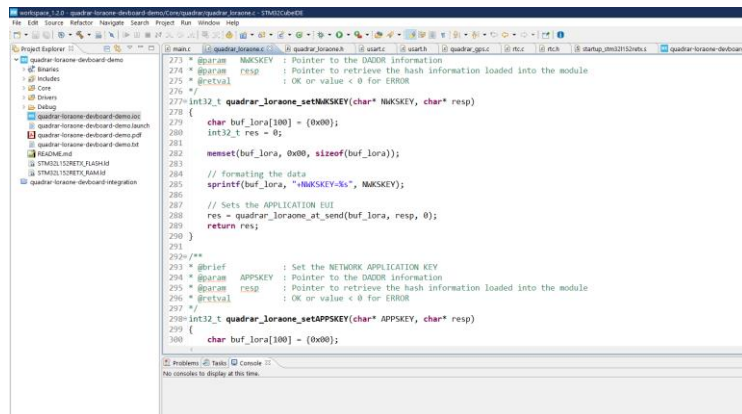 workspace_1.2.0 - quadrar-loraone-devboard-demo/Core/quadrar/quadrar_loraone.c - STM32CubeIDE
File Edit Source Refactor Navigate Search Project Run Window Help
Project Explorer
main.c quadrar_loraone.c quadrar_loraone.h usart.c usart.h quadrar_gps.c rtc.c rtc.h startup_stm32l152retx.s quadrar-loraone-devboar
quadrar-loraone-devboard-demo
Binaries
Includes
Core
Drivers
Debug
quadrar-loraone-devboard-demo.ioc
quadrar-loraone-devboard-demo.launch
quadrar-loraone-devboard-demo.pdf
quadrar-loraone-devboard-demo.txt
README.md
STM32L152RETX_FLASH.ld
STM32L152RETX_RAM.ld
quadrar-loraone-devboard-integration
273 * @param NWKSKEY : Pointer to the DADDR information
274 * @param resp : Pointer to retrieve the hash information loaded into the module
275 * @retval : OK or value < 0 for ERROR
276 */
277 int32_t quadrar_loraone_setNWKSKEY(char* NWKSKEY, char* resp)
278 {
279 char buf_lora[100] = {0x00};
280 int32_t res = 0;
281
282 memset(buf_lora, 0x00, sizeof(buf_lora));
283
284 // formating the data
285 sprintf(buf_lora, "+NWKSKEY=%s", NWKSKEY);
286
287 // Sets the APPLICATION EUI
288 res = quadrar_loraone_at_send(buf_lora, resp, 0);
289 return res;
290 }
291
292 /**
293 * @brief : Set the NETWORK APPLICATION KEY
294 * @param APPSKEY : Pointer to the DADDR information
295 * @param resp : Pointer to retrieve the hash information loaded into the module
296 * @retval : OK or value < 0 for ERROR
297 */
298 int32_t quadrar_loraone_setAPPSKEY(char* APPSKEY, char* resp)
299 {
300 char buf_lora[100] = {0x00};
Problems Tasks Console
No consoles to display at this time.